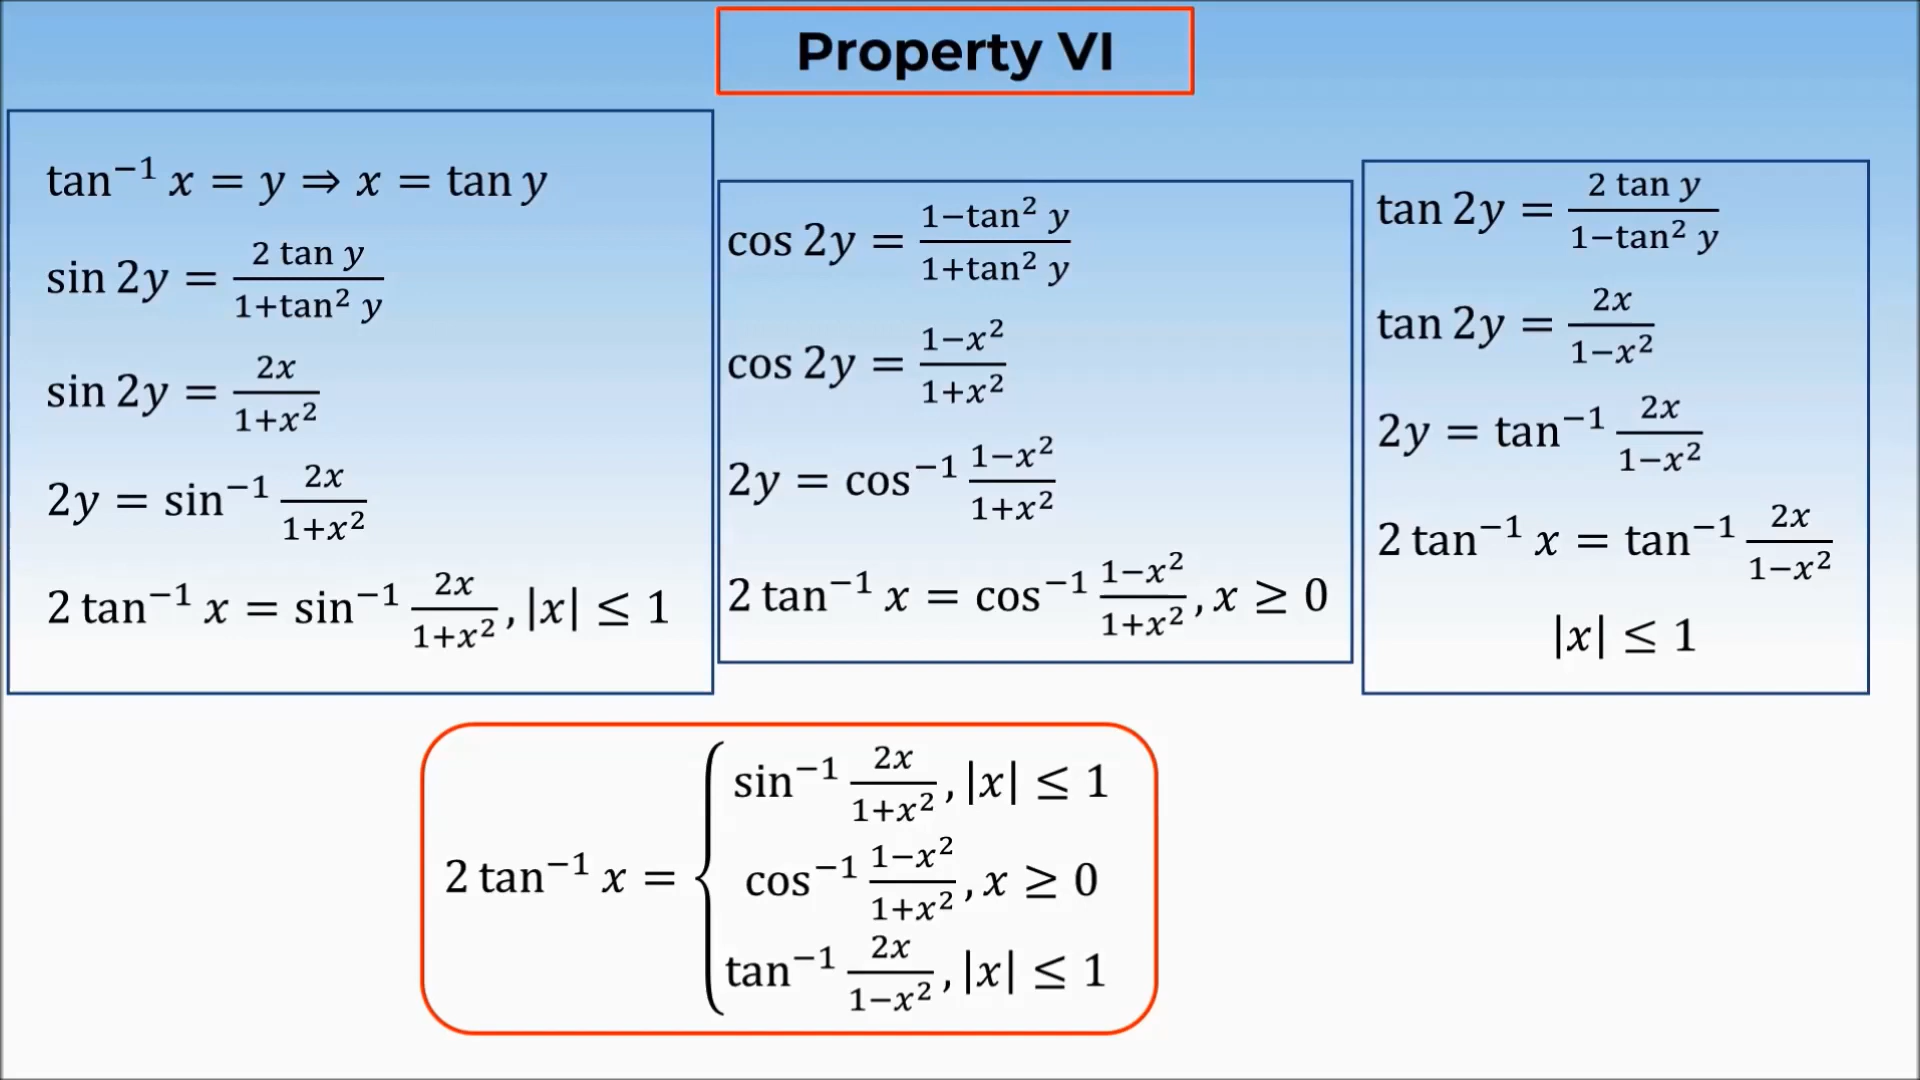 Property VI
tan⁻¹ x = y ⇒ x = tan y
sin 2y = (2 tan y)/(1+tan² y)
sin 2y = 2x/(1+x²)
2y = sin⁻¹ 2x/(1+x²)
2 tan⁻¹ x = sin⁻¹ 2x/(1+x²), |x| ≤ 1
cos 2y = (1−tan² y)/(1+tan² y)
cos 2y = (1−x²)/(1+x²)
2y = cos⁻¹ (1−x²)/(1+x²)
2 tan⁻¹ x = cos⁻¹ (1−x²)/(1+x²), x ≥ 0
tan 2y = (2 tan y)/(1−tan² y)
tan 2y = 2x/(1−x²)
2y = tan⁻¹ 2x/(1−x²)
2 tan⁻¹ x = tan⁻¹ 2x/(1−x²)
|x| ≤ 1
2 tan⁻¹ x = {
sin⁻¹ 2x/(1+x²), |x| ≤ 1
cos⁻¹ (1−x²)/(1+x²), x ≥ 0
tan⁻¹ 2x/(1−x²), |x| ≤ 1